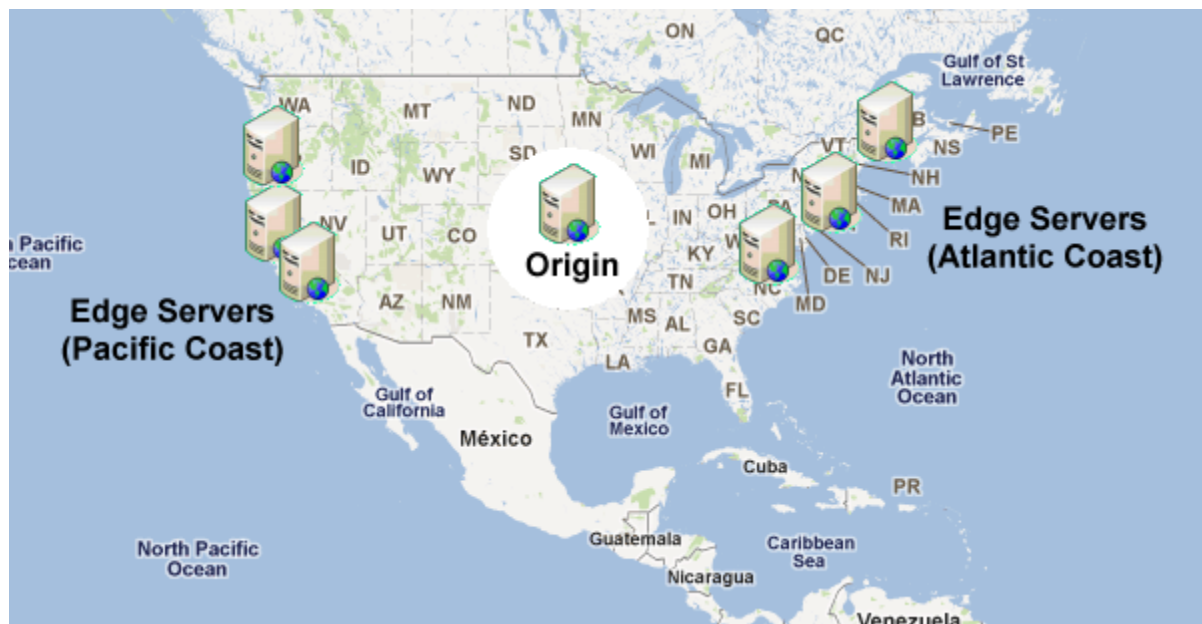 ON
QC
Gulf of St
Lawrence
WA
MT
ND
MN
PE
NS
VT
WI
MI
SD
ID
WY
NH
MA
RI
Edge Servers
(Atlantic Coast)
NV
UT
CO
IN
OH
KY
DE
NJ
MD
Origin
Edge Servers
(Pacific Coast)
AZ
NM
TN
NC
MS
AL
SC
GA
TX
LA
FL
Gulf of
California
México
Gulf of
Mexico
North
Atlantic
Ocean
Cuba
PR
North Pacific
Ocean
Guatemala
Caribbean
Sea
Nicaragua
Venezuela
Pacific